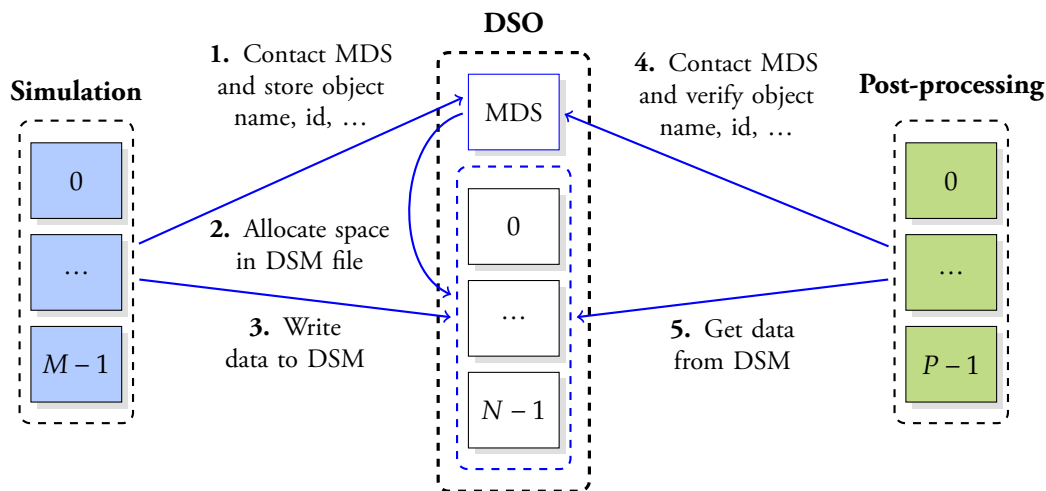 DSO
1. Contact MDS
and store object
name, id, …
4. Contact MDS
and verify object
name, id, …
Simulation
0
…
M − 1
MDS
0
…
N − 1
2. Allocate space
in DSM file
3. Write
data to DSM
5. Get data
from DSM
Post-processing
0
…
P − 1